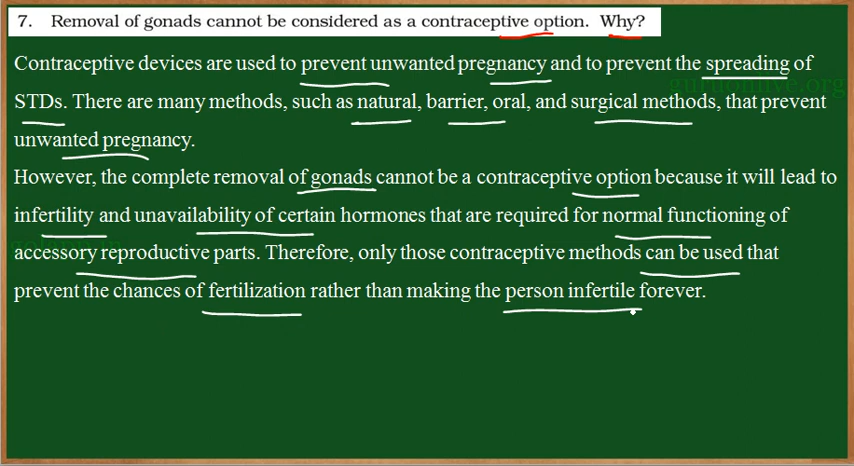 7. Removal of gonads cannot be considered as a contraceptive option. Why?
Contraceptive devices are used to prevent unwanted pregnancy and to prevent the spreading of
STDs. There are many methods, such as natural, barrier, oral, and surgical methods, that prevent
unwanted pregnancy.
However, the complete removal of gonads cannot be a contraceptive option because it will lead to
infertility and unavailability of certain hormones that are required for normal functioning of
accessory reproductive parts. Therefore, only those contraceptive methods can be used that
prevent the chances of fertilization rather than making the person infertile forever.